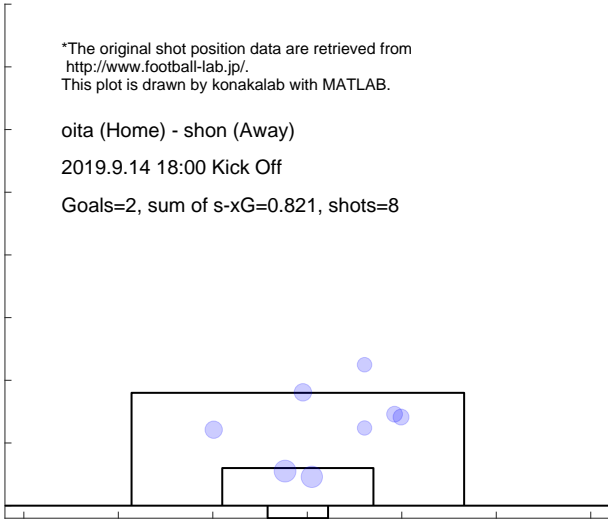 *The original shot position data are retrieved from
http://www.football-lab.jp/.
This plot is drawn by konakalab with MATLAB.
oita (Home) - shon (Away)
2019.9.14 18:00 Kick Off
Goals=2, sum of s-xG=0.821, shots=8